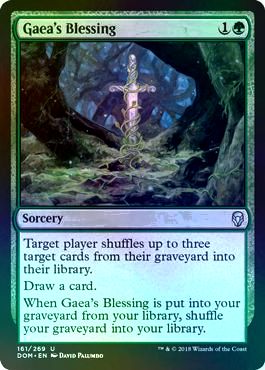 Gaea's Blessing 1
Sorcery
Target player shuffles up to three
target cards from their graveyard into
their library.
Draw a card.
When Gaea's Blessing is put into your
graveyard from your library, shuffle
your graveyard into your library.
161/269 U
DOM • EN DAVID PALUMBO
™ & © 2018 Wizards of the Coast